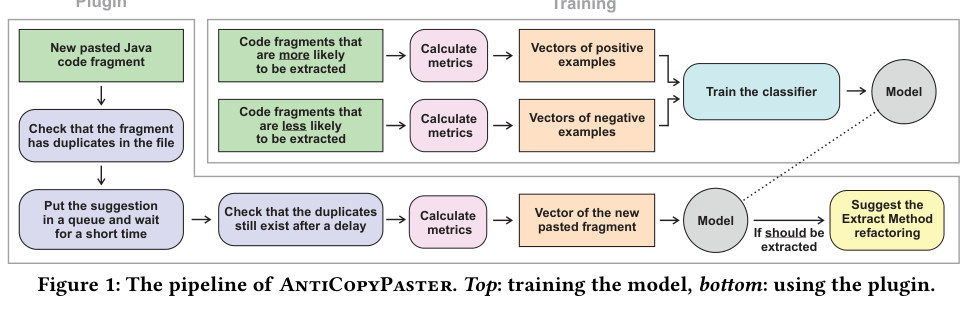 Plugin
Training
New pasted Java
code fragment
Check that the fragment
has duplicates in the file
Put the suggestion
in a queue and wait
for a short time
Code fragments that
are more likely
to be extracted
Calculate
metrics
Vectors of positive
examples
Code fragments that
are less likely
to be extracted
Calculate
metrics
Vectors of negative
examples
Train the classifier
Model
Check that the duplicates
still exist after a delay
Calculate
metrics
Vector of the new
pasted fragment
Model
If should be
extracted
Suggest the
Extract Method
refactoring
Figure 1: The pipeline of AntiCopyPaster. Top: training the model, bottom: using the plugin.